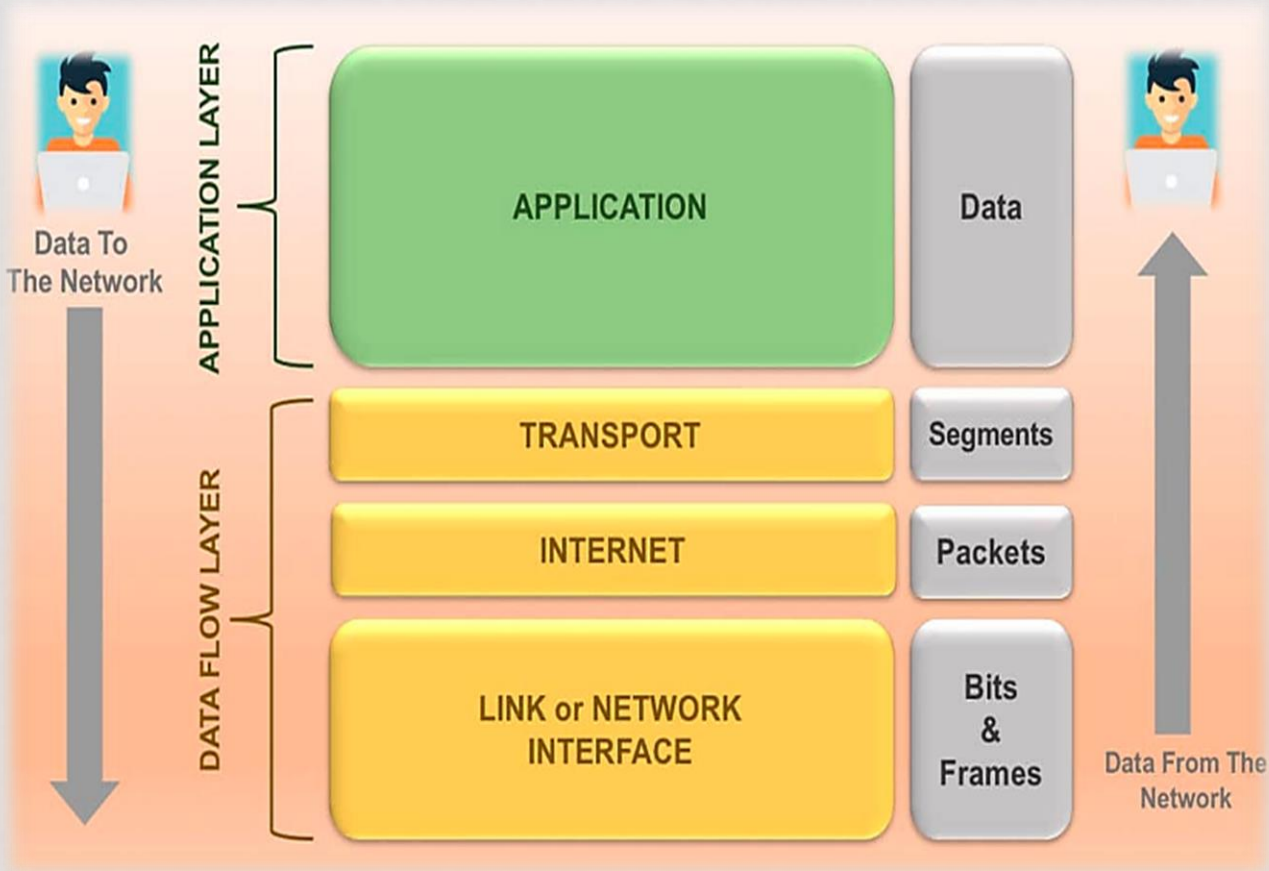 Data To
The Network
APPLICATION LAYER
APPLICATION
Data
DATA FLOW LAYER
TRANSPORT
Segments
INTERNET
Packets
LINK or NETWORK
INTERFACE
Bits
&
Frames
Data From The
Network